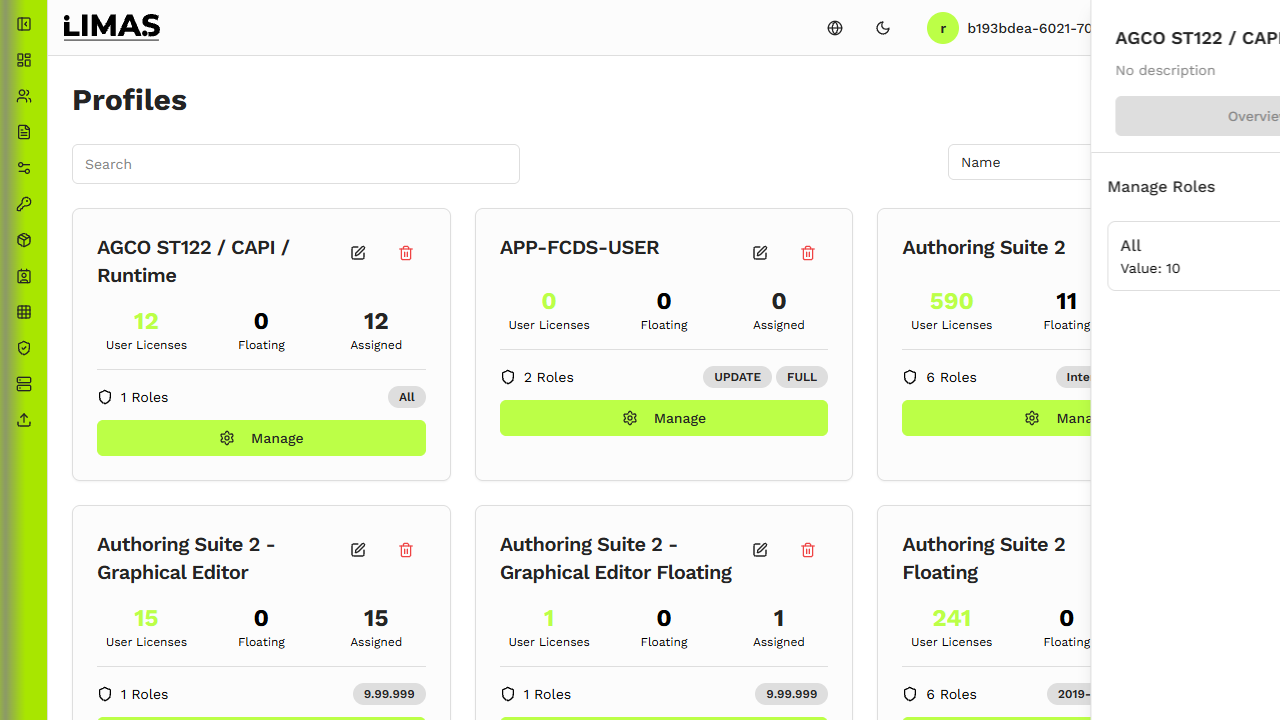 LIMAS
r b193bdea-6021-70
Profiles
Search
Name
AGCO ST122 / CAPI /
Runtime
12 0 12
User Licenses Floating Assigned
1 Roles All
Manage
APP-FCDS-USER
0 0 0
User Licenses Floating Assigned
2 Roles UPDATE FULL
Manage
Authoring Suite 2
590 11
User Licenses Floating
6 Roles Inte
Mana
Authoring Suite 2 -
Graphical Editor
15 0 15
User Licenses Floating Assigned
1 Roles 9.99.999
Authoring Suite 2 -
Graphical Editor Floating
1 0 1
User Licenses Floating Assigned
1 Roles 9.99.999
Authoring Suite 2
Floating
241 0
User Licenses Floating
6 Roles 2019-
AGCO ST122 / CAPI
No description
Overvie
Manage Roles
All
Value: 10